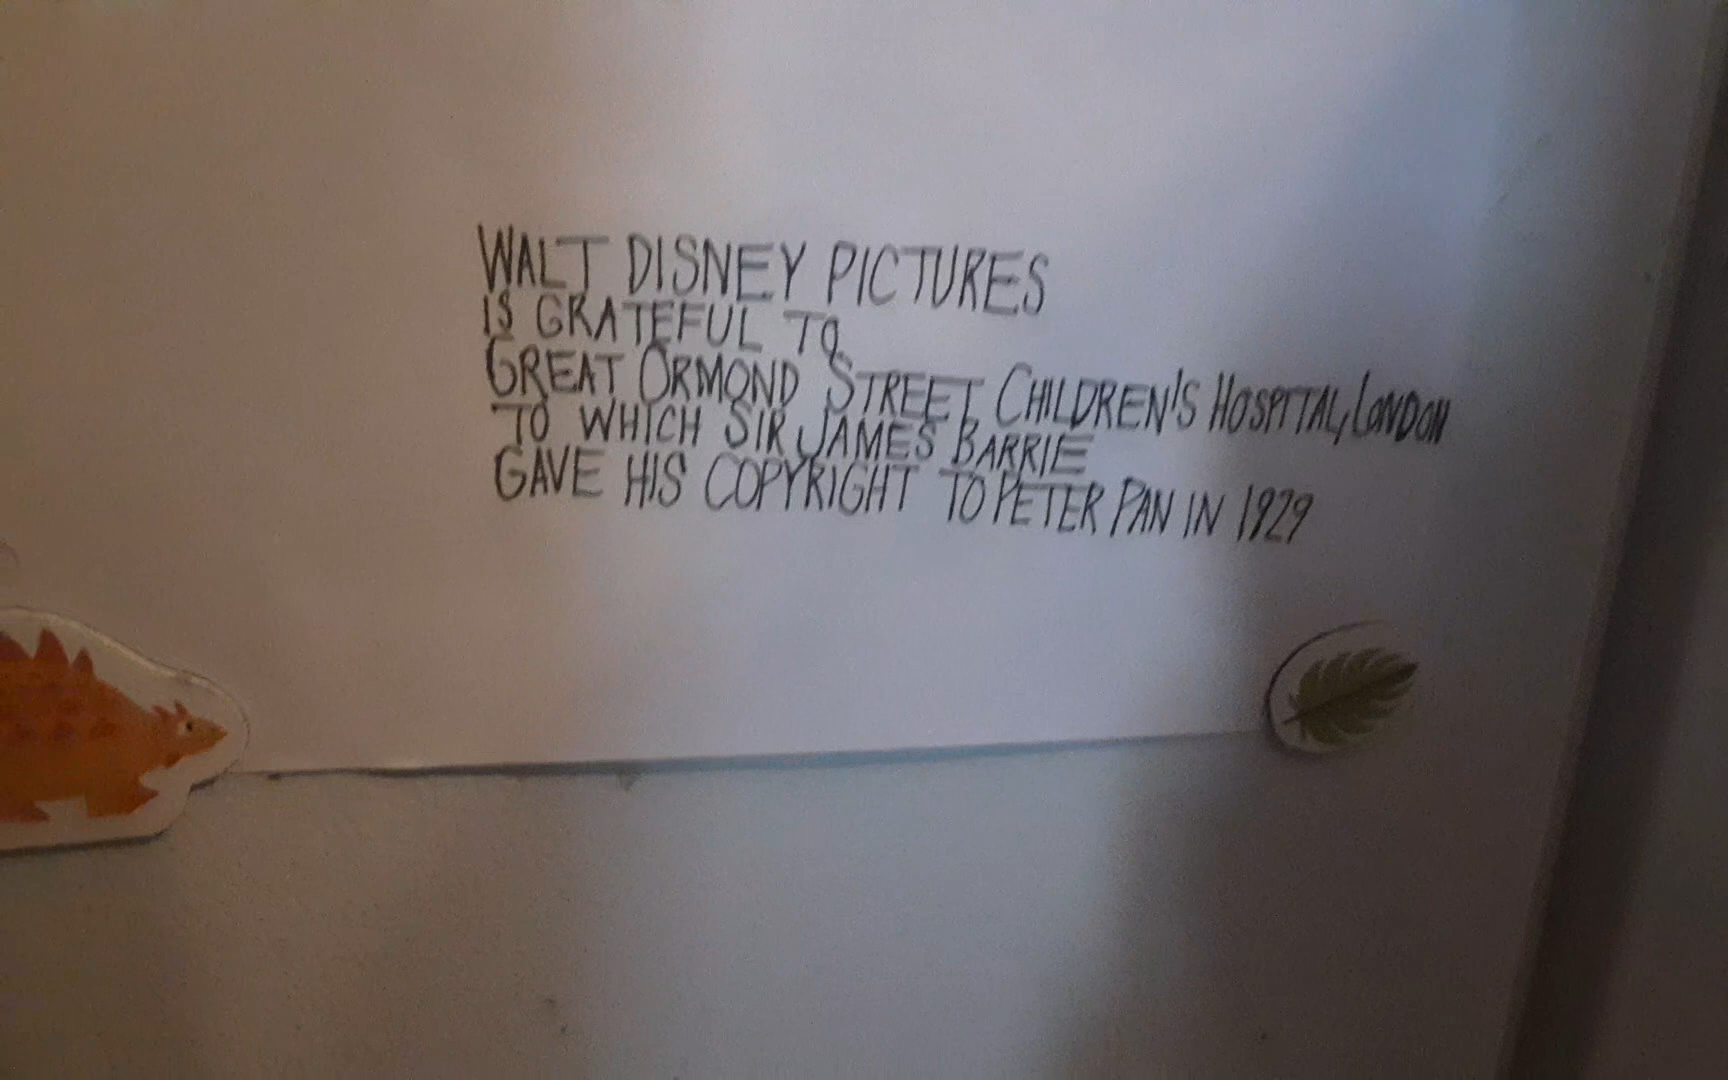 WALT DISNEY PICTURES
IS GRATEFUL TO
GREAT ORMOND STREET CHILDREN'S HOSPITAL, LONDON
TO WHICH SIR JAMES BARRIE
GAVE HIS COPYRIGHT TO PETER PAN IN 1929